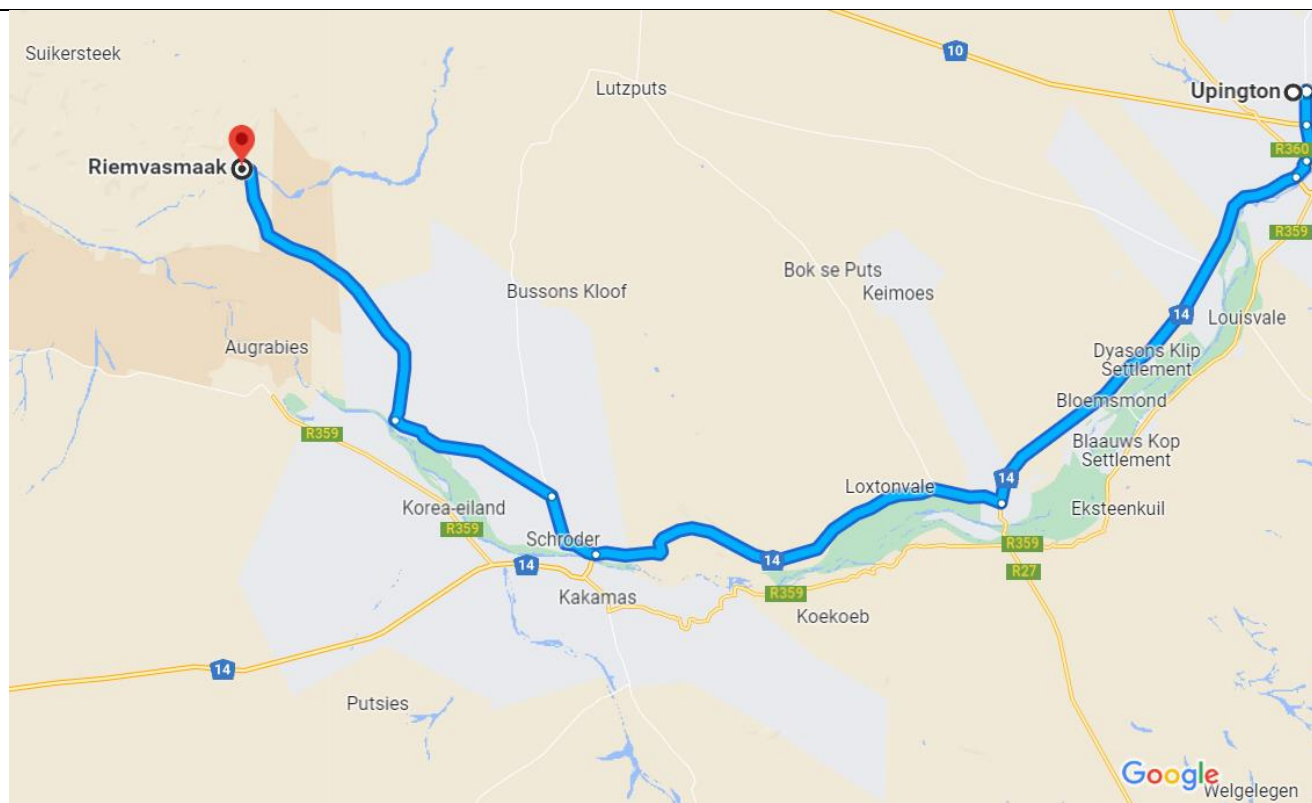 Suikersteek
10
Lutzputs
Upington
R360
Riemvasmaak
R359
Bok se Puts
Keimoes
Bussons Kloof
14
Louisvale
Augrabies
Dyasons Klip
Settlement
Bloemsmond
R359
Blaauws Kop
Settlement
14
Loxtonvale
Korea-eiland
Eksteenkuil
R359
Schroder
R359
14
14
R27
Kakamas
R359
Koekoeb
14
Putsies
Google
Welgelegen